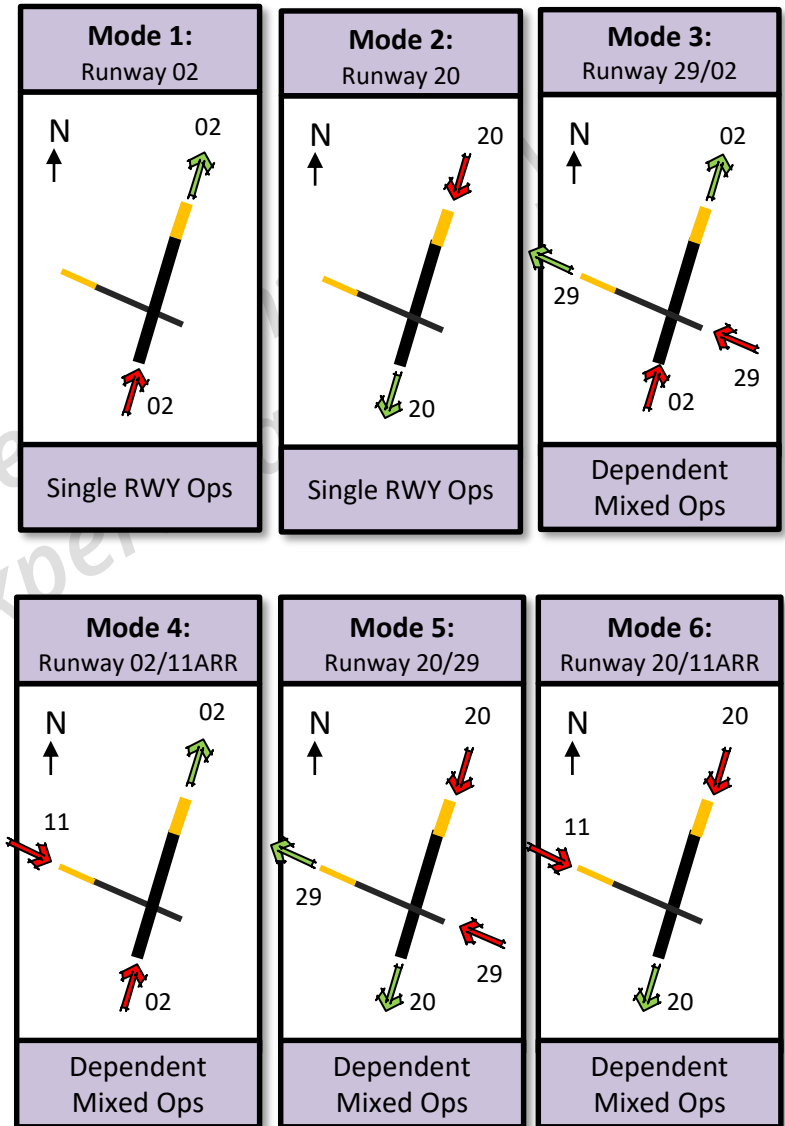 Mode 1:
Runway 02
N
02
02
Single RWY Ops
Mode 2:
Runway 20
N
20
20
Single RWY Ops
Mode 3:
Runway 29/02
N
02
29
29
02
Dependent
Mixed Ops
Mode 4:
Runway 02/11ARR
N
02
11
02
Dependent
Mixed Ops
Mode 5:
Runway 20/29
N
20
29
29
20
Dependent
Mixed Ops
Mode 6:
Runway 20/11ARR
N
20
11
20
Dependent
Mixed Ops